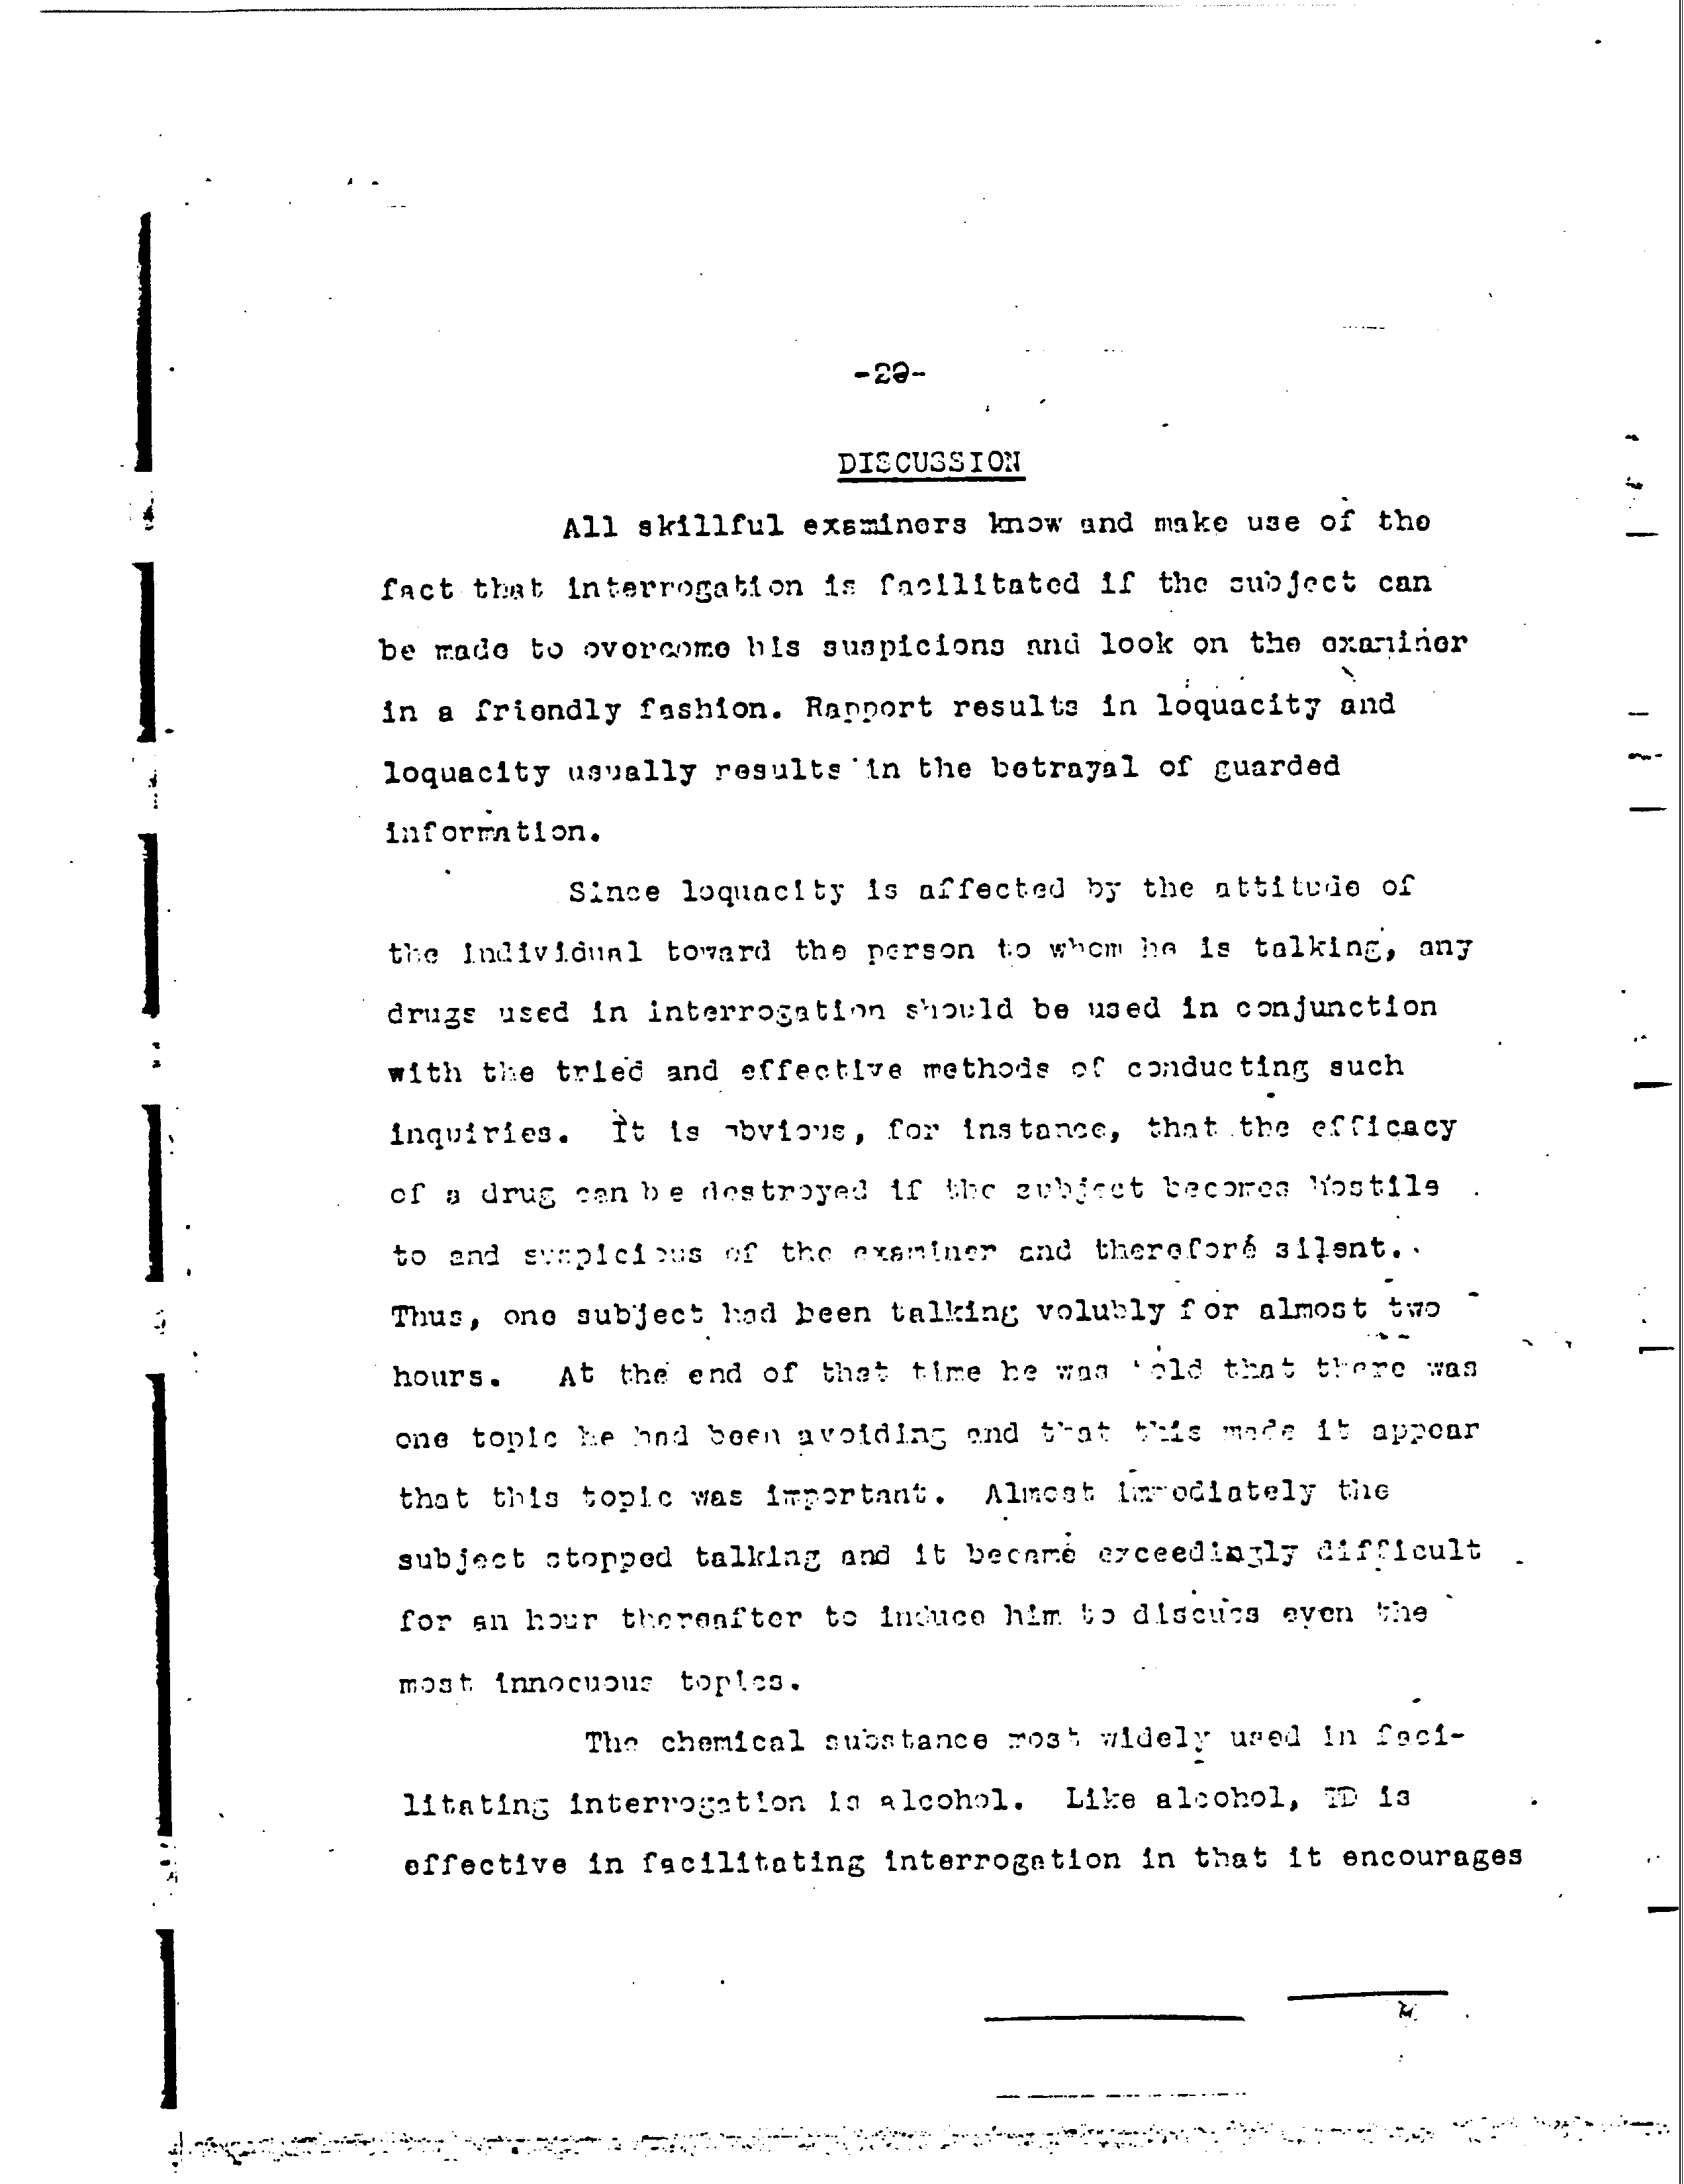 DISCUSSION
All skillful examiners know and make use of the
fact that interrogation is facilitated if the subject can
be made to overcome his suspicions and look on the examiner
in a friendly fashion. Rapport results in loquacity and
loquacity usually results in the betrayal of guarded
information.
Since loquacity is affected by the attitude of
the individual toward the person to whom he is talking, any
drugs used in interrogation should be used in conjunction
with the tried and effective methods of conducting such
inquiries. It is obvious, for instance, that the efficacy
of a drug can be destroyed if the subject becomes hostile
to and suspicious of the examiner and therefore silent.
Thus, one subject had been talking volubly for almost two
hours. At the end of that time he was told that there was
one topic he had been avoiding and that this made it appear
that this topic was important. Almost immediately the
subject stopped talking and it became exceedingly difficult
for an hour thereafter to induce him to discuss even the
most innocuous topics.
The chemical substance most widely used in faci-
litating interrogation is alcohol. Like alcohol, TD is
effective in facilitating interrogation in that it encourages